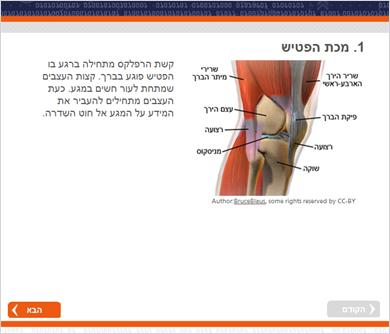 1. מכת הפטיש
קשת הרפלקס מתחילה ברגע בו
הפטיש פוגע בברך. קצות העצבים
שמתחת לעור חשים במגע. כעת
העצבים מתחילים להעביר את
המידע על המגע אל חוט השדרה.
שריר הירך
הארבע-ראשי
פיקת הברך
רצועה
שוקה
שרירי
מיתר הברך
עצם הירך
רצועה
מניסקוס
Author:BruceBlaus, some rights reserved by CC-BY
הקודם
הבא